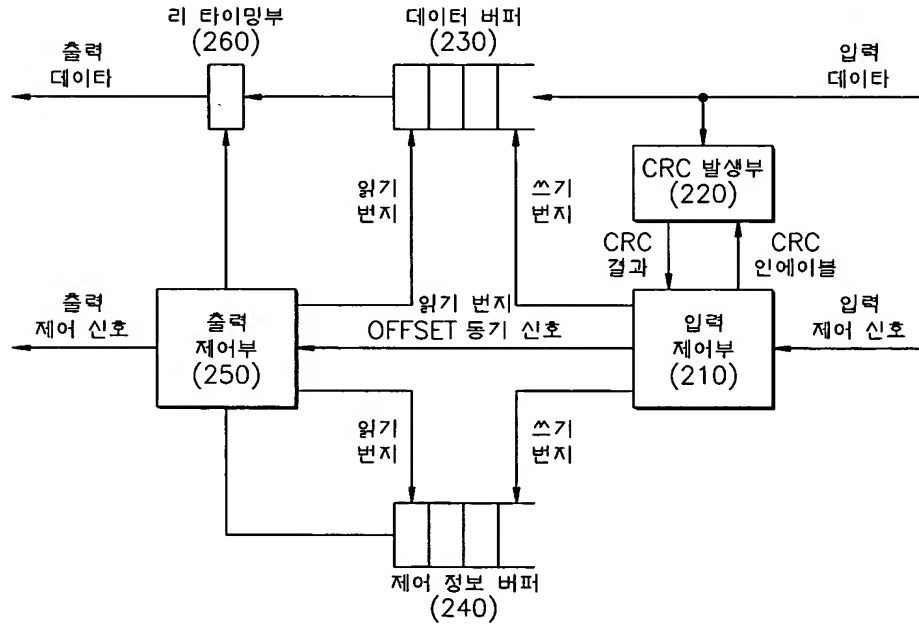 리 타이밍부
(260)
데이터 버퍼
(230)
출력
데이타
입력
데이타
CRC 발생부
(220)
읽기
번지
쓰기
번지
CRC
결과
CRC
인에이블
출력
제어 신호
출력
제어부
(250)
읽기 번지
OFFSET 동기 신호
입력
제어부
(210)
입력
제어 신호
읽기
번지
쓰기
번지
제어 정보 버퍼
(240)